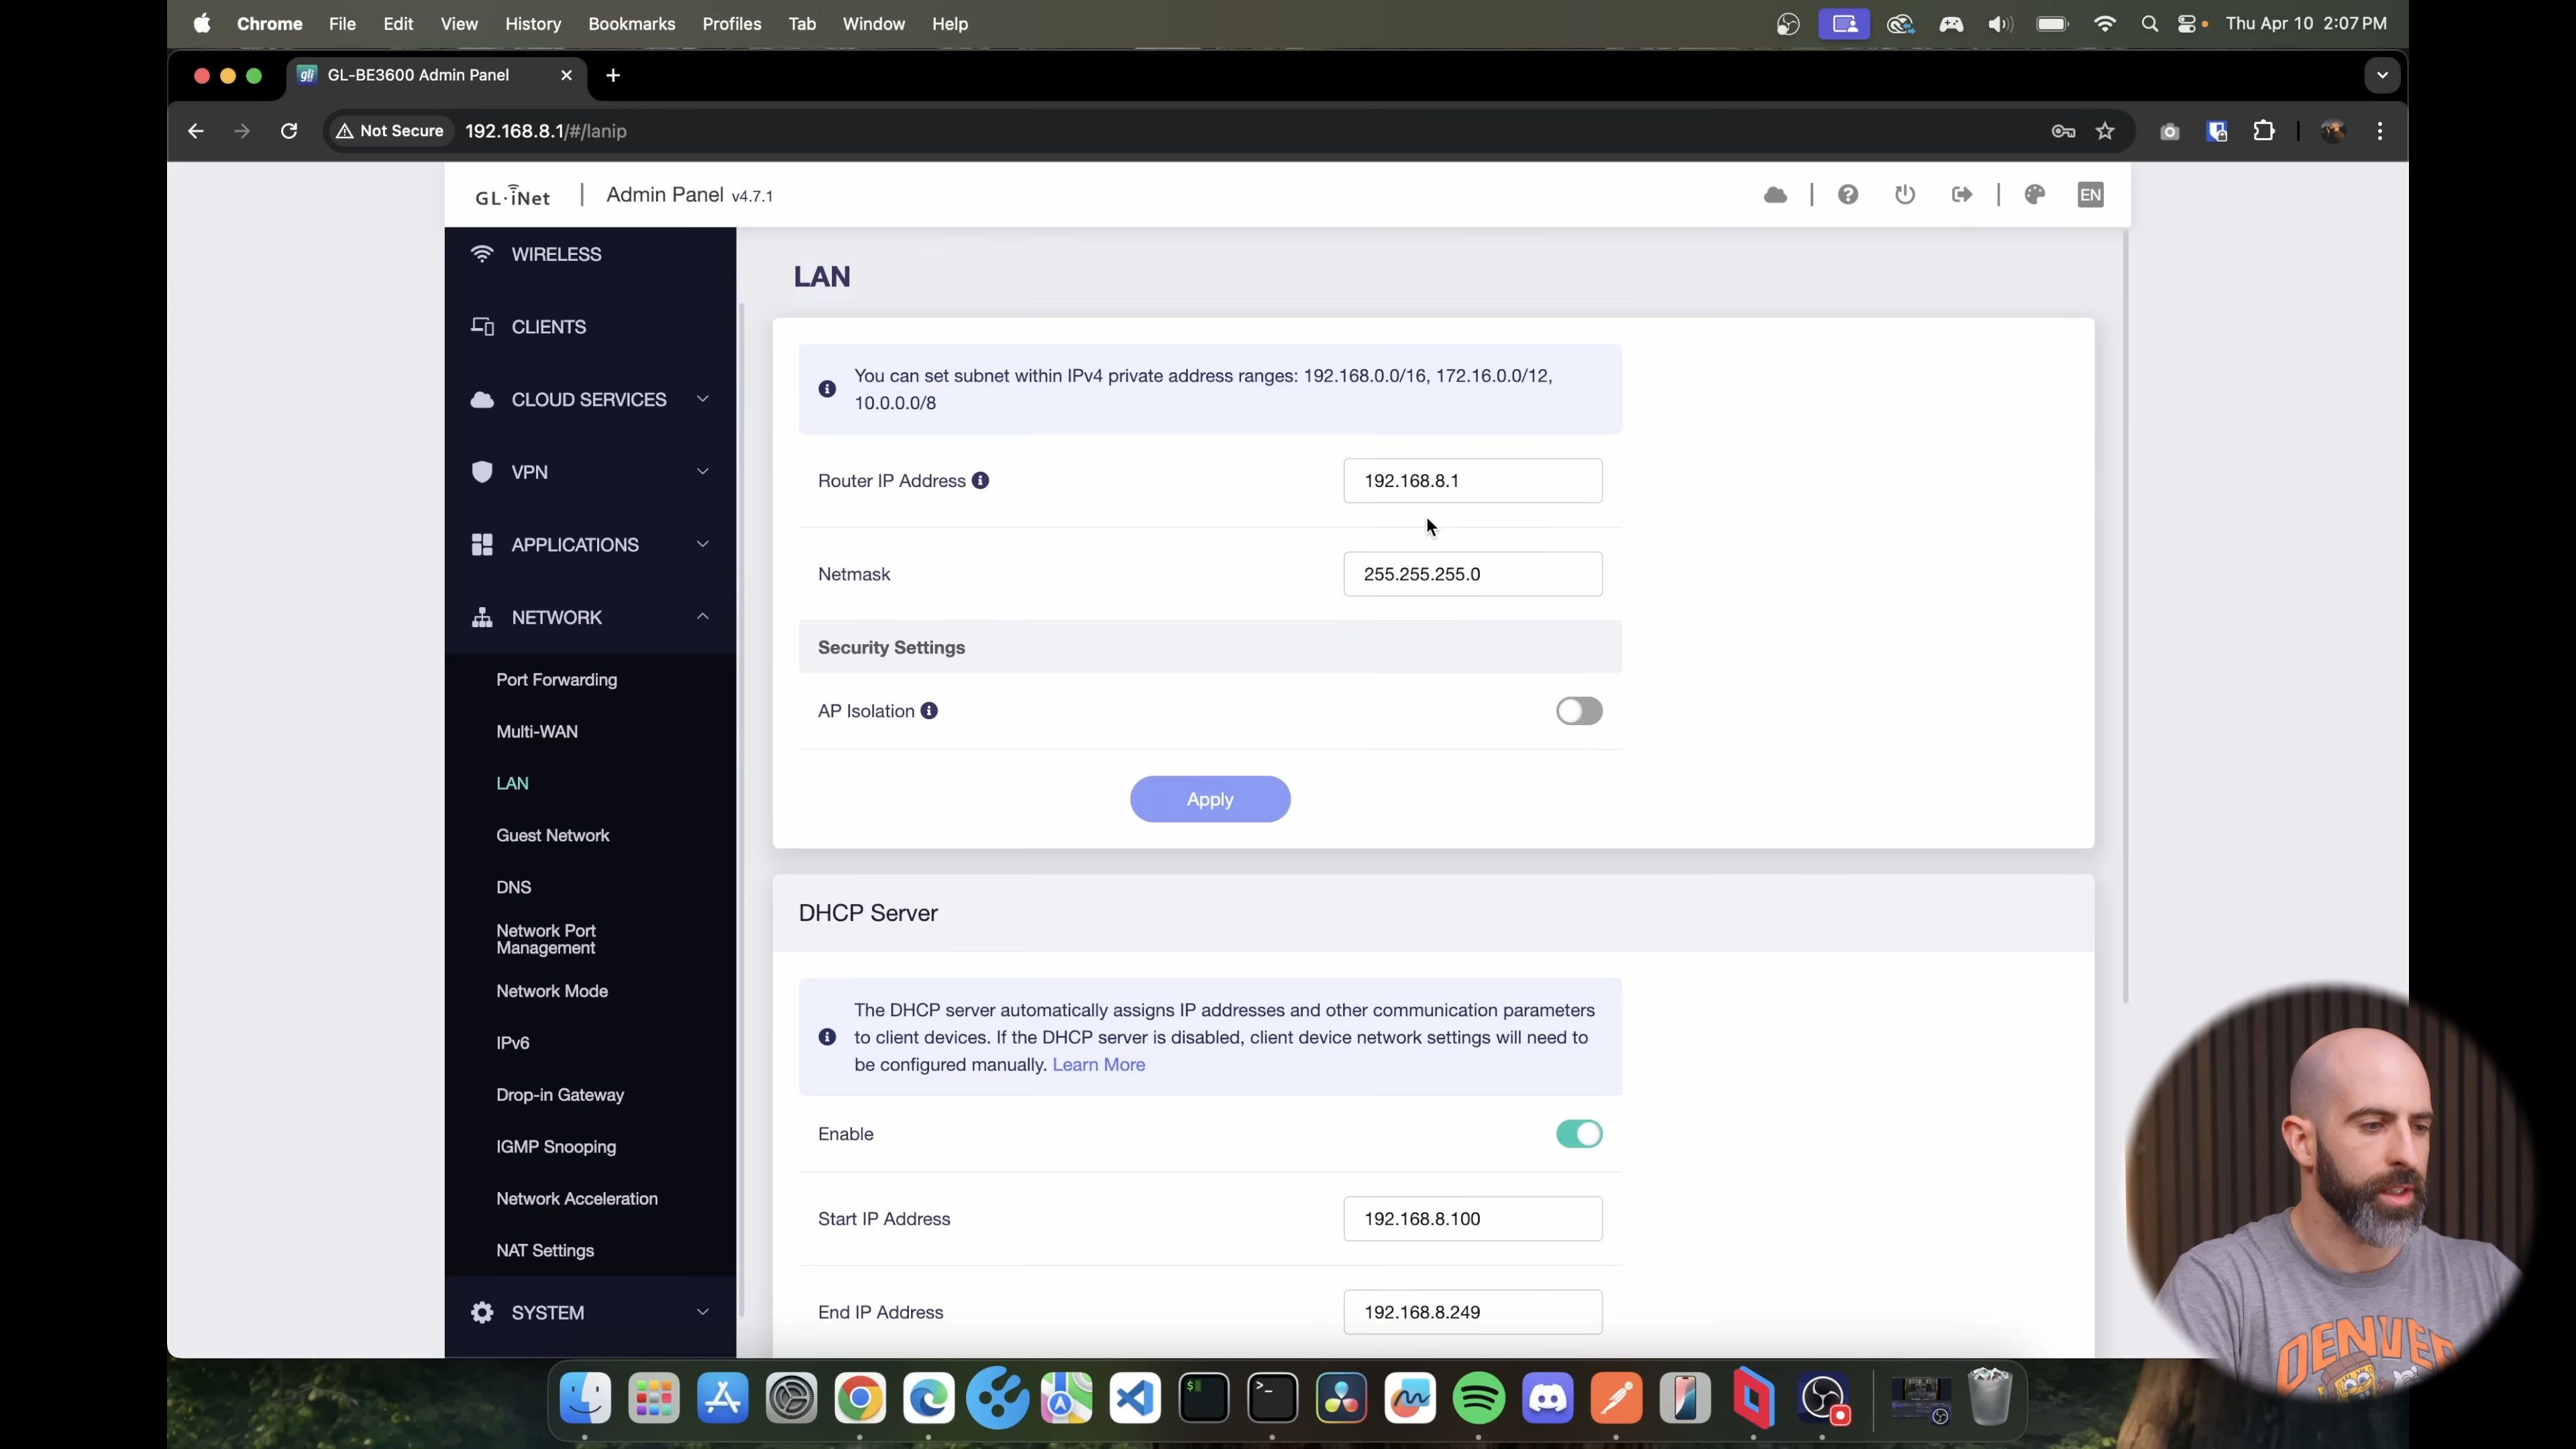 Chrome File Edit View History Bookmarks Profiles Tab Window Help
Thu Apr 10 2:07 PM
gli GL-BE3600 Admin Panel
Not Secure 192.168.8.1/#/lanip
GL·iNet Admin Panel v4.7.1
EN
WIRELESS
CLIENTS
CLOUD SERVICES
VPN
APPLICATIONS
NETWORK
Port Forwarding
Multi-WAN
LAN
Guest Network
DNS
Network Port
Management
Network Mode
IPv6
Drop-in Gateway
IGMP Snooping
Network Acceleration
NAT Settings
SYSTEM
LAN
You can set subnet within IPv4 private address ranges: 192.168.0.0/16, 172.16.0.0/12,
10.0.0.0/8
Router IP Address 192.168.8.1
Netmask 255.255.255.0
Security Settings
AP Isolation
Apply
DHCP Server
The DHCP server automatically assigns IP addresses and other communication parameters
to client devices. If the DHCP server is disabled, client device network settings will need to
be configured manually. Learn More
Enable
Start IP Address 192.168.8.100
End IP Address 192.168.8.249
DENVER